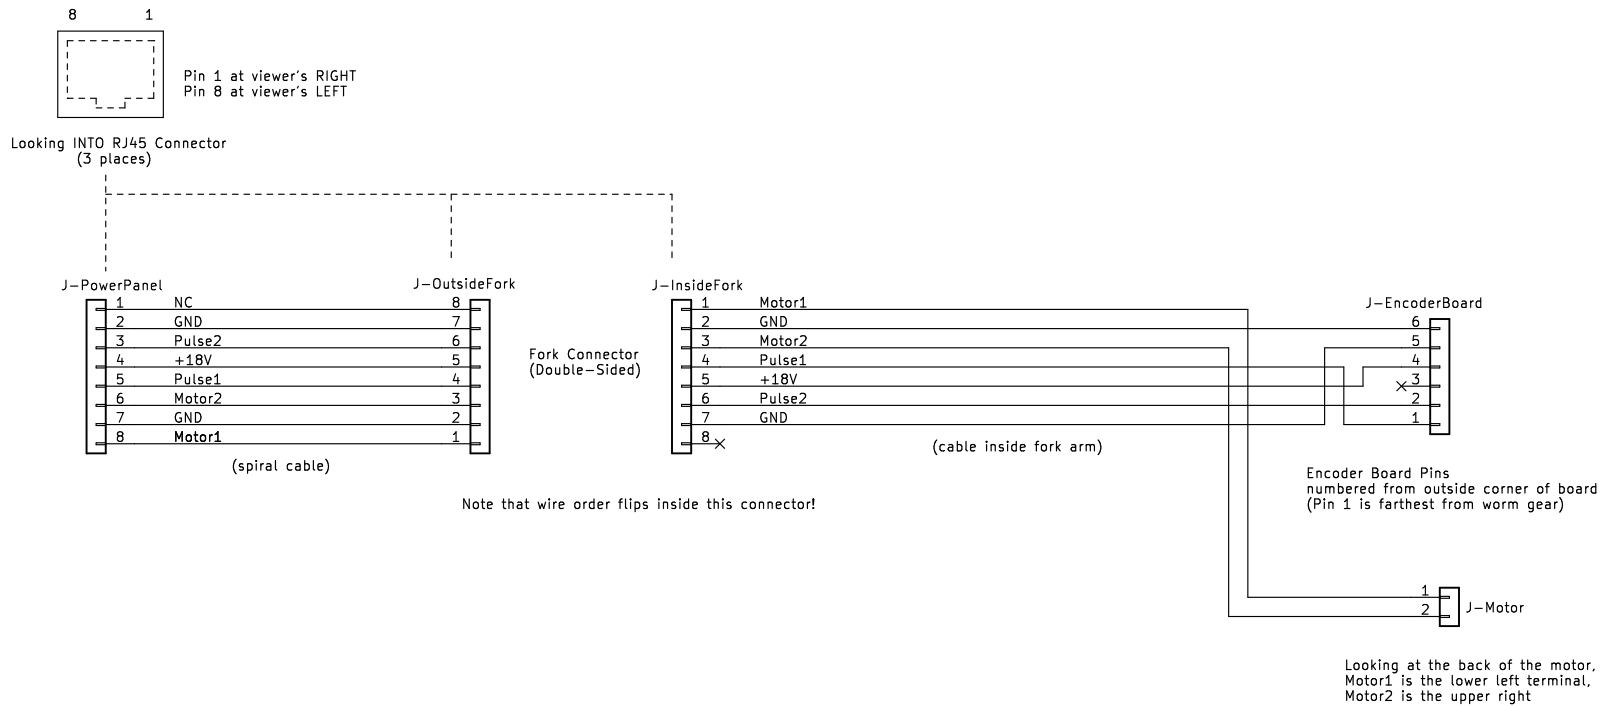 8 1
Pin 1 at viewer's RIGHT
Pin 8 at viewer's LEFT
Looking INTO RJ45 Connector
(3 places)
J-PowerPanel
1 NC 8
2 GND 7
3 Pulse2 6
4 +18V 5
5 Pulse1 4
6 Motor2 3
7 GND 2
8 Motor1 1
J-OutsideFork
(spiral cable)
Fork Connector
(Double-Sided)
Note that wire order flips inside this connector!
J-InsideFork
1 Motor1
2 GND
3 Motor2
4 Pulse1
5 +18V
6 Pulse2
7 GND
8
(cable inside fork arm)
J-EncoderBoard
6
5
4
3
2
1
Encoder Board Pins
numbered from outside corner of board
(Pin 1 is farthest from worm gear)
1
2
J-Motor
Looking at the back of the motor,
Motor1 is the lower left terminal,
Motor2 is the upper right